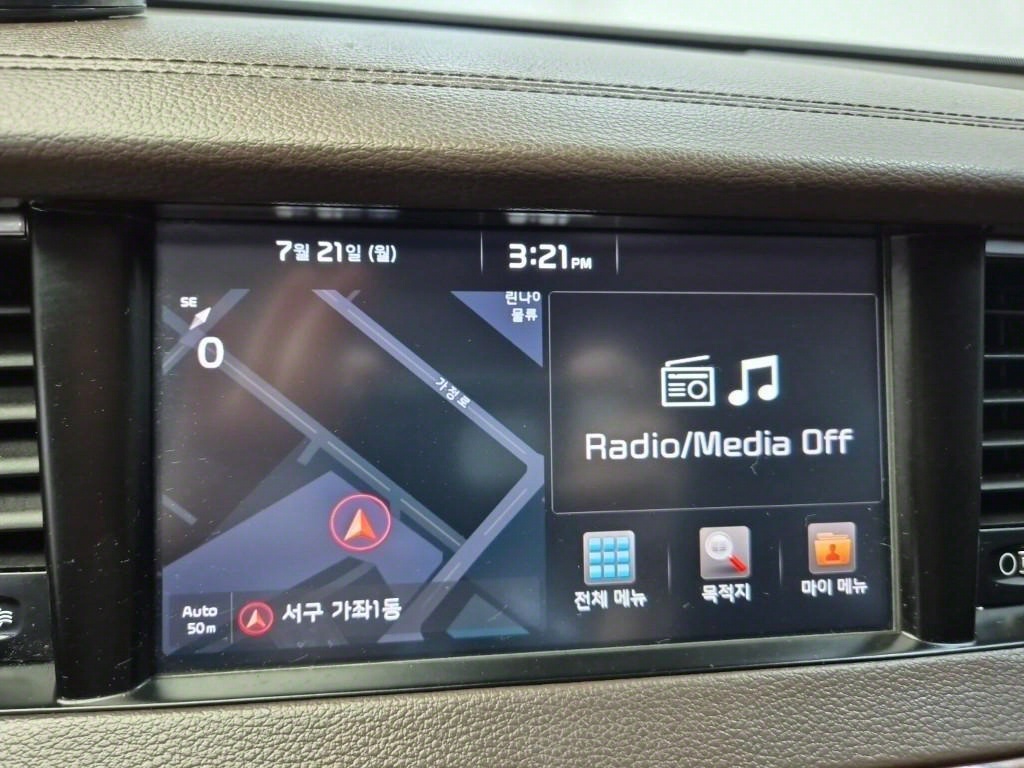 7월 21일 (월)
3:21 PM
SE
0
린나이
물류
가정로
Radio/Media Off
전체 메뉴
목적지
마이 메뉴
Auto
50m
서구 가좌1동